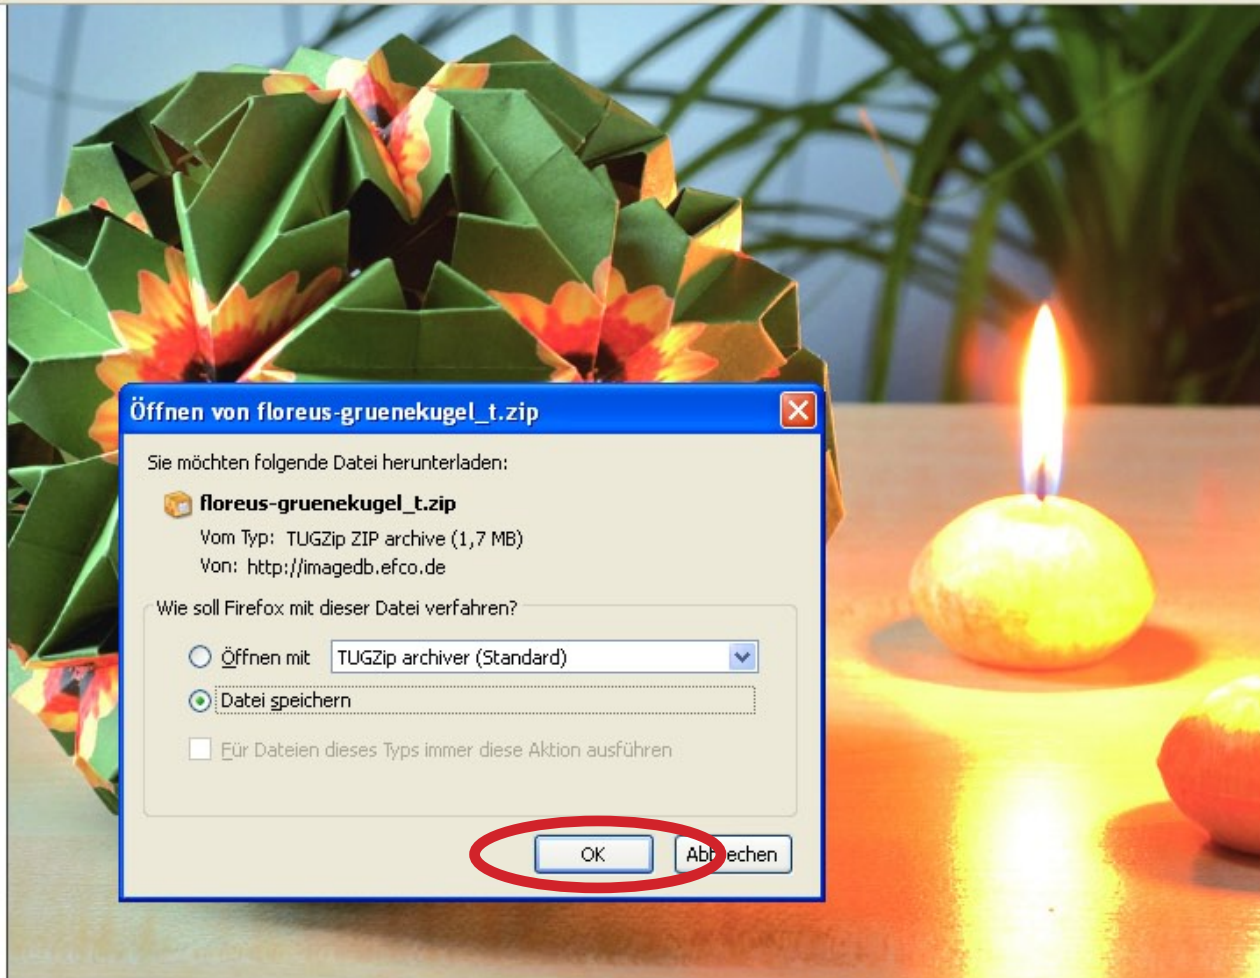 Öffnen von floreus-gruenekugel_t.zip
Sie möchten folgende Datei herunterladen:
floreus-gruenekugel_t.zip
Vom Typ: TUGZip ZIP archive (1,7 MB)
Von: http://imagedb.efco.de
Wie soll Firefox mit dieser Datei verfahren?
Öffnen mit TUGZip archiver (Standard)
Datei speichern
Für Dateien dieses Typs immer diese Aktion ausführen
OK Abbrechen